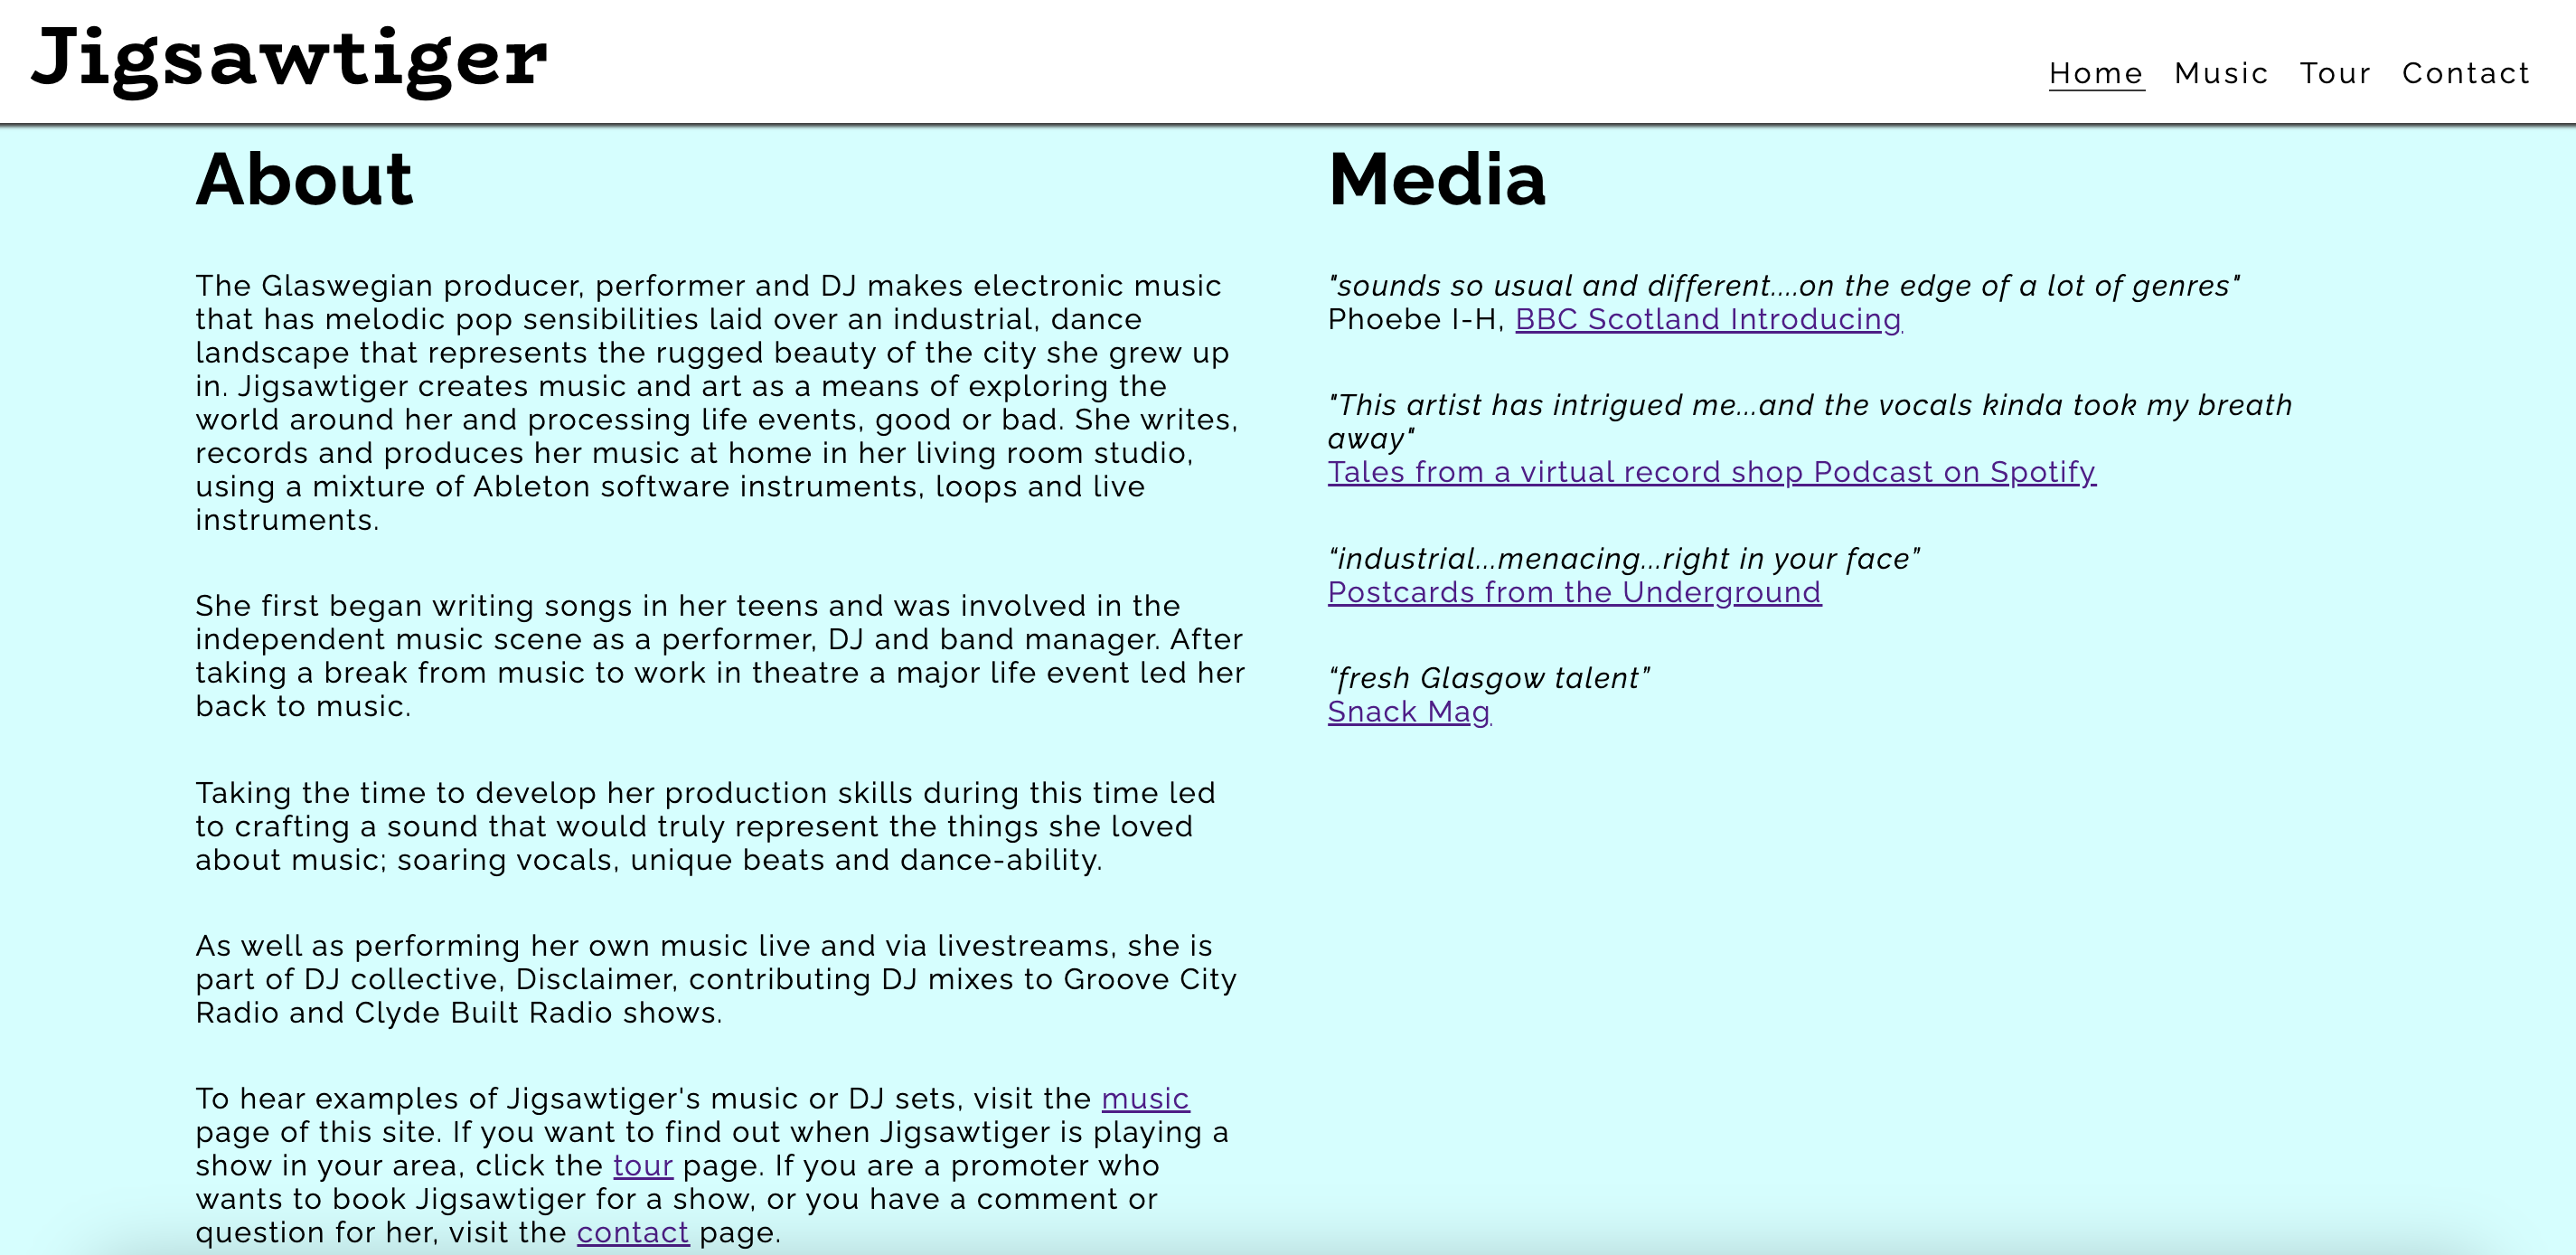 Jigsawtiger
Home Music Tour Contact
About
The Glaswegian producer, performer and DJ makes electronic music
that has melodic pop sensibilities laid over an industrial, dance
landscape that represents the rugged beauty of the city she grew up
in. Jigsawtiger creates music and art as a means of exploring the
world around her and processing life events, good or bad. She writes,
records and produces her music at home in her living room studio,
using a mixture of Ableton software instruments, loops and live
instruments.
She first began writing songs in her teens and was involved in the
independent music scene as a performer, DJ and band manager. After
taking a break from music to work in theatre a major life event led her
back to music.
Taking the time to develop her production skills during this time led
to crafting a sound that would truly represent the things she loved
about music; soaring vocals, unique beats and dance-ability.
As well as performing her own music live and via livestreams, she is
part of DJ collective, Disclaimer, contributing DJ mixes to Groove City
Radio and Clyde Built Radio shows.
To hear examples of Jigsawtiger's music or DJ sets, visit the music
page of this site. If you want to find out when Jigsawtiger is playing a
show in your area, click the tour page. If you are a promoter who
wants to book Jigsawtiger for a show, or you have a comment or
question for her, visit the contact page.
Media
"sounds so usual and different....on the edge of a lot of genres"
Phoebe I-H, BBC Scotland Introducing
"This artist has intrigued me...and the vocals kinda took my breath
away"
Tales from a virtual record shop Podcast on Spotify
“industrial...menacing...right in your face”
Postcards from the Underground
“fresh Glasgow talent”
Snack Mag